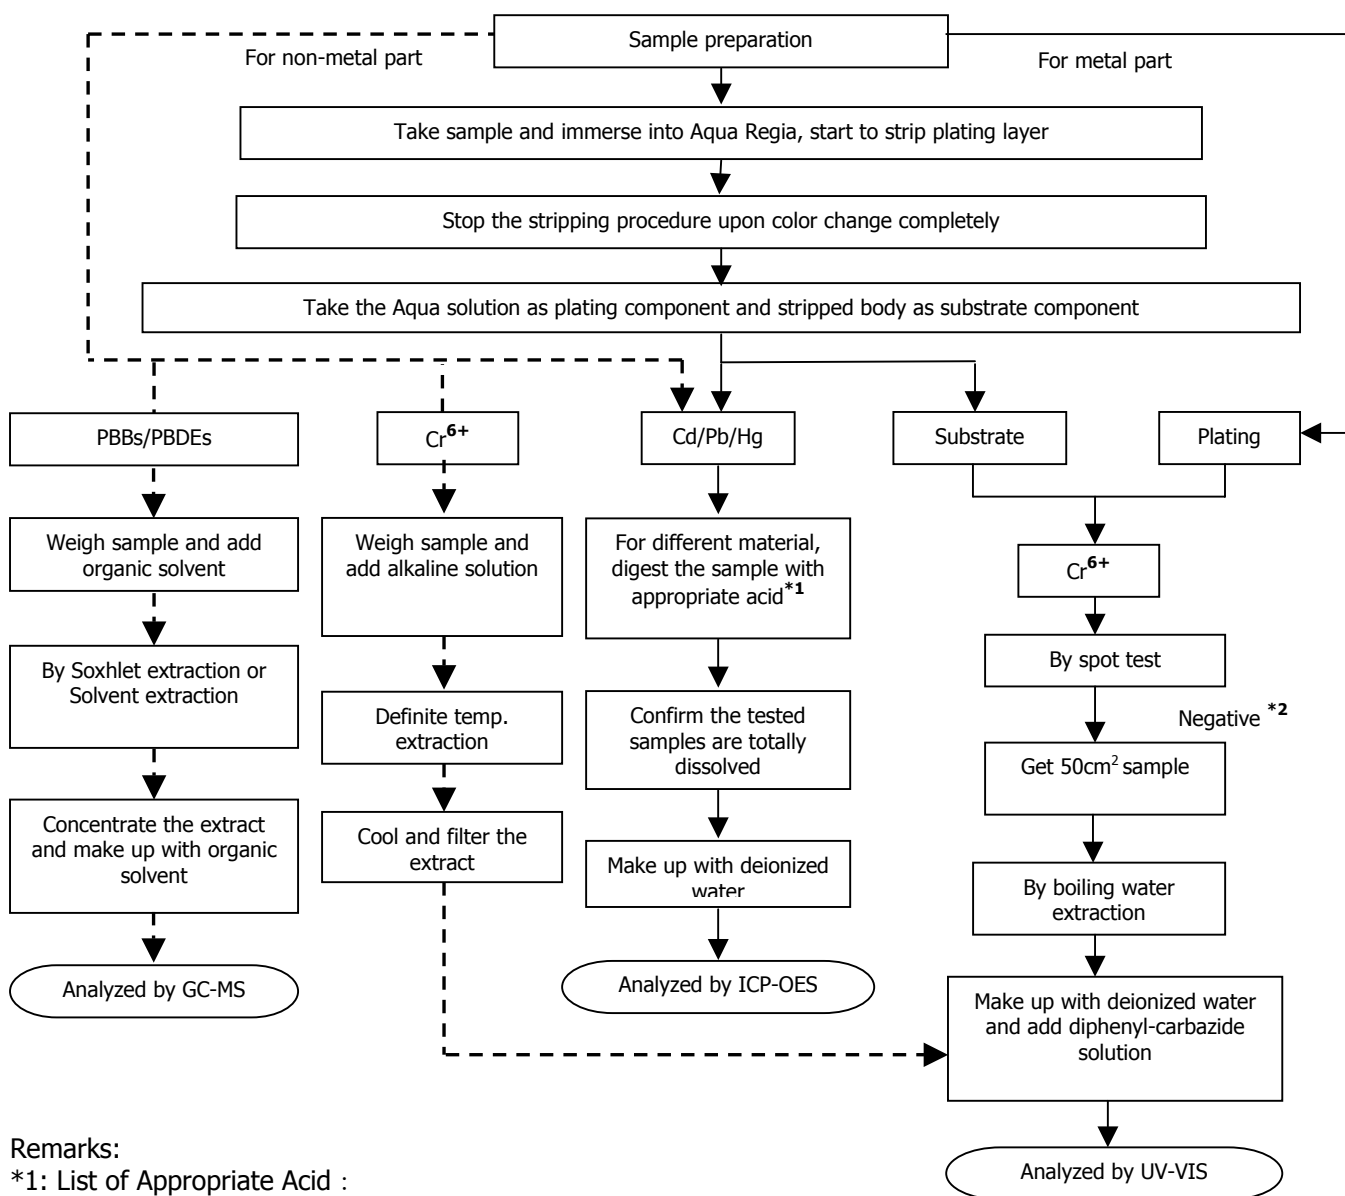 Sample preparation
For non-metal part
For metal part
Take sample and immerse into Aqua Regia, start to strip plating layer
Stop the stripping procedure upon color change completely
Take the Aqua solution as plating component and stripped body as substrate component
PBBs/PBDEs
Cr6+
Cd/Pb/Hg
Substrate
Plating
Weigh sample and add
organic solvent
Weigh sample and
add alkaline solution
For different material,
digest the sample with
appropriate acid*1
Cr6+
By spot test
By Soxhlet extraction or
Solvent extraction
Definite temp.
extraction
Confirm the tested
samples are totally
dissolved
Negative *2
Get 50cm2 sample
Concentrate the extract
and make up with organic
solvent
Cool and filter the
extract
Make up with deionized
water
By boiling water
extraction
Analyzed by GC-MS
Analyzed by ICP-OES
Make up with deionized water
and add diphenyl-carbazide
solution
Analyzed by UV-VIS
Remarks:
*1: List of Appropriate Acid :